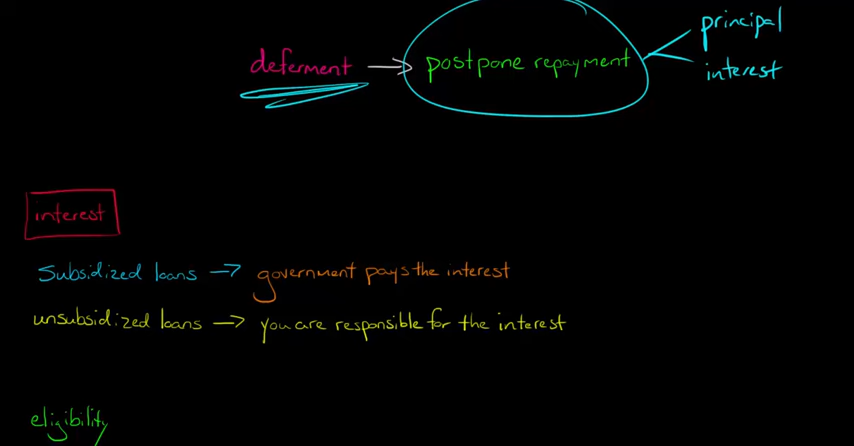 principal
deferment → postpone repayment
interest
interest
Subsidized loans → government pays the interest
unsubsidized loans → you are responsible for the interest
eligibility